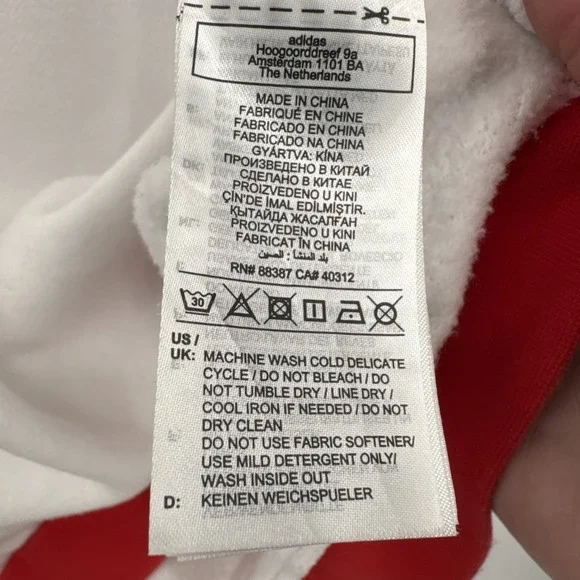 adidas
Hoogoorddreef 9a
Amsterdam 1101 BA
The Netherlands
MADE IN CHINA
FABRIQUÉ EN CHINE
FABRICADO EN CHINA
FABRICADO NA CHINA
GYÁRTVA: KÍNA
ПРОИЗВЕДЕНО В КИТАЙ
СДЕЛАНО В КИТАЕ
PROIZVEDENO U KINI
ÇİN'DE İMAL EDİLMİŞTİR.
ҚЫТАЙДА ЖАСАЛҒАН
PROIZVEDENO U KINI
FABRICAT ÎN CHINA
بلد المنشأ : الصين
RN# 88387 CA# 40312
30
US /
UK: MACHINE WASH COLD DELICATE
CYCLE / DO NOT BLEACH / DO
NOT TUMBLE DRY / LINE DRY /
COOL IRON IF NEEDED / DO NOT
DRY CLEAN
DO NOT USE FABRIC SOFTENER/
USE MILD DETERGENT ONLY/
WASH INSIDE OUT
D: KEINEN WEICHSPUELER